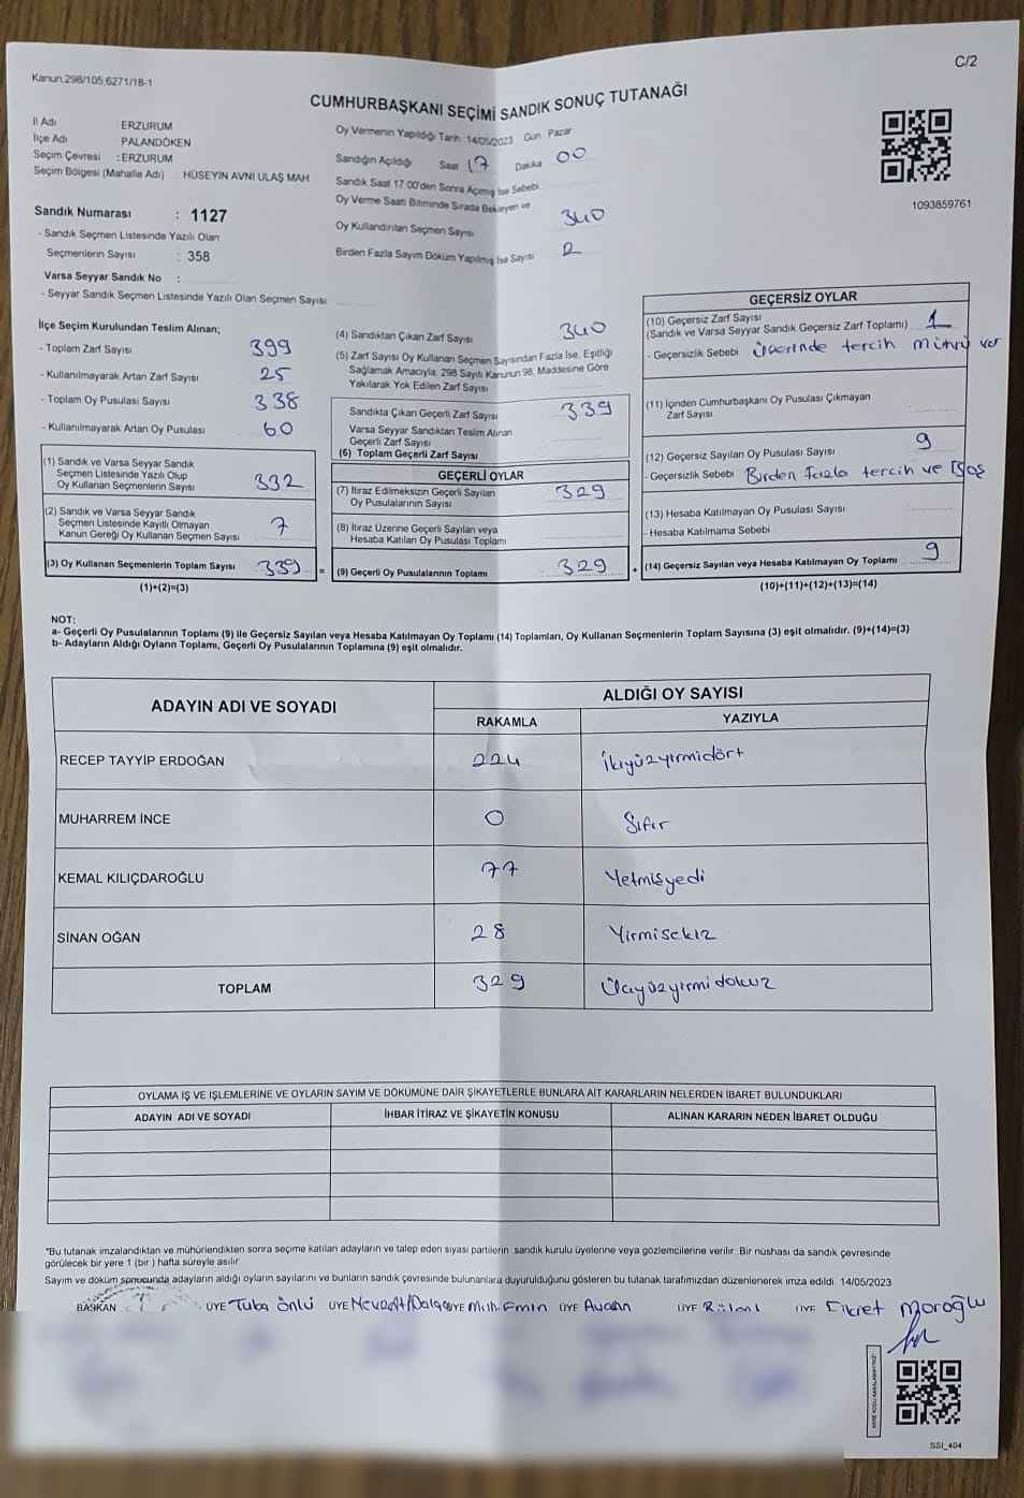 Kanun.298/105,6271/18-1
C/2
CUMHURBAŞKANI SEÇİMİ SANDIK SONUÇ TUTANAĞI
İl Adı ERZURUM
İlçe Adı PALANDÖKEN
Seçim Çevresi : ERZURUM
Seçim Bölgesi (Mahalle Adı) HÜSEYİN AVNİ ULAŞ MAH
Sandık Numarası : 1127
- Sandık Seçmen Listesinde Yazılı Olan
Seçmenlerin Sayısı : 358
Varsa Seyyar Sandık No :
- Seyyar Sandık Seçmen Listesinde Yazılı Olan Seçmen Sayısı
Oy Vermenin Yapıldığı Tarih :14/05/2023 Gün Pazar
Sandığın Açıldığı Saat 17 Dakika 00
Sandık Saat 17.00'den Sonra Açılmış İse Sebebi
Oy Verme Saati Bitiminde Sırada Bekleyen ve
Oy Kullandırılan Seçmen Sayısı 340
Birden Fazla Sayım Döküm Yapılmış İse Sayısı 2
1093859761
İlçe Seçim Kurulundan Teslim Alınan;
- Toplam Zarf Sayısı 399
- Kullanılmayarak Artan Zarf Sayısı 25
- Toplam Oy Pusulası Sayısı 338
- Kullanılmayarak Artan Oy Pusulası 60
(1) Sandık ve Varsa Seyyar Sandık
Seçmen Listesinde Yazılı Olup
Oy Kullanan Seçmenlerin Sayısı 332
(2) Sandık ve Varsa Seyyar Sandık
Seçmen Listesinde Kayıtlı Olmayan
Kanun Gereği Oy Kullanan Seçmen Sayısı 7
(3) Oy Kullanan Seçmenlerin Toplam Sayısı 339 =
(1)+(2)=(3)
(4) Sandıktan Çıkan Zarf Sayısı 340
(5) Zarf Sayısı Oy Kullanan Seçmen Sayısından Fazla İse, Eşitliği
Sağlamak Amacıyla, 298 Sayılı Kanunun 98. Maddesine Göre
Yakılarak Yok Edilen Zarf Sayısı
Sandıkta Çıkan Geçerli Zarf Sayısı 339
Varsa Seyyar Sandıktan Teslim Alınan
Geçerli Zarf Sayısı
(6) Toplam Geçerli Zarf Sayısı
GEÇERLİ OYLAR
(7) İtiraz Edilmeksizin Geçerli Sayılan
Oy Pusulalarının Sayısı 329
(8) İtiraz Üzerine Geçerli Sayılan veya
Hesaba Katılan Oy Pusulası Toplamı
(9) Geçerli Oy Pusulalarının Toplamı 329 +
GEÇERSİZ OYLAR
(10) Geçersiz Zarf Sayısı
(Sandık ve Varsa Seyyar Sandık Geçersiz Zarf Toplamı) 1
- Geçersizlik Sebebi Üzerinde tercih mührü var
(11) İçinden Cumhurbaşkanı Oy Pusulası Çıkmayan
Zarf Sayısı
(12) Geçersiz Sayılan Oy Pusulası Sayısı 9
- Geçersizlik Sebebi Birden fazla tercih ve
(13) Hesaba Katılmayan Oy Pusulası Sayısı
- Hesaba Katılmama Sebebi
(14) Geçersiz Sayılan veya Hesaba Katılmayan Oy Toplamı 9
(10)+(11)+(12)+(13)=(14)
NOT:
a- Geçerli Oy Pusulalarının Toplamı (9) ile Geçersiz Sayılan veya Hesaba Katılmayan Oy Toplamı (14) Toplamları, Oy Kullanan Seçmenlerin Toplam Sayısına (3) eşit olmalıdır. (9)+(14)=(3)
b- Adayların Aldığı Oyların Toplamı, Geçerli Oy Pusulalarının Toplamına (9) eşit olmalıdır.
ADAYIN ADI VE SOYADI
ALDIĞI OY SAYISI
RAKAMLA YAZIYLA
RECEP TAYYİP ERDOĞAN 224 İkiyüzyirmidört
MUHARREM İNCE 0 Sıfır
KEMAL KILIÇDAROĞLU 77 Yetmişyedi
SİNAN OĞAN 28 Yirmisekiz
TOPLAM 329 Üçyüzyirmidokuz
OYLAMA İŞ VE İŞLEMLERİNE VE OYLARIN SAYIM VE DÖKÜMÜNE DAİR ŞİKAYETLERLE BUNLARA AİT KARARLARIN NELERDEN İBARET BULUNDUKLARI
ADAYIN ADI VE SOYADI İHBAR İTİRAZ VE ŞİKAYETİN KONUSU ALINAN KARARIN NEDEN İBARET OLDUĞU
*Bu tutanak imzalandıktan ve mühürlendikten sonra seçime katılan adayların ve talep eden siyasi partilerin sandık kurulu üyelerine veya gözlemcilerine verilir. Bir nüshası da sandık çevresinde
görülecek bir yere 1 (bir ) hafta süreyle asılır.
Sayım ve döküm sonucunda adayların aldığı oyların sayılarını ve bunların sandık çevresinde bulunanlara duyurulduğunu gösteren bu tutanak tarafımızdan düzenlenerek imza edildi. 14/05/2023
BAŞKAN ÜYE Tuba Önlü ÜYE ÜYE Emin ÜYE ÜYE ÜYE Fikret Moroğlu
SSI_404